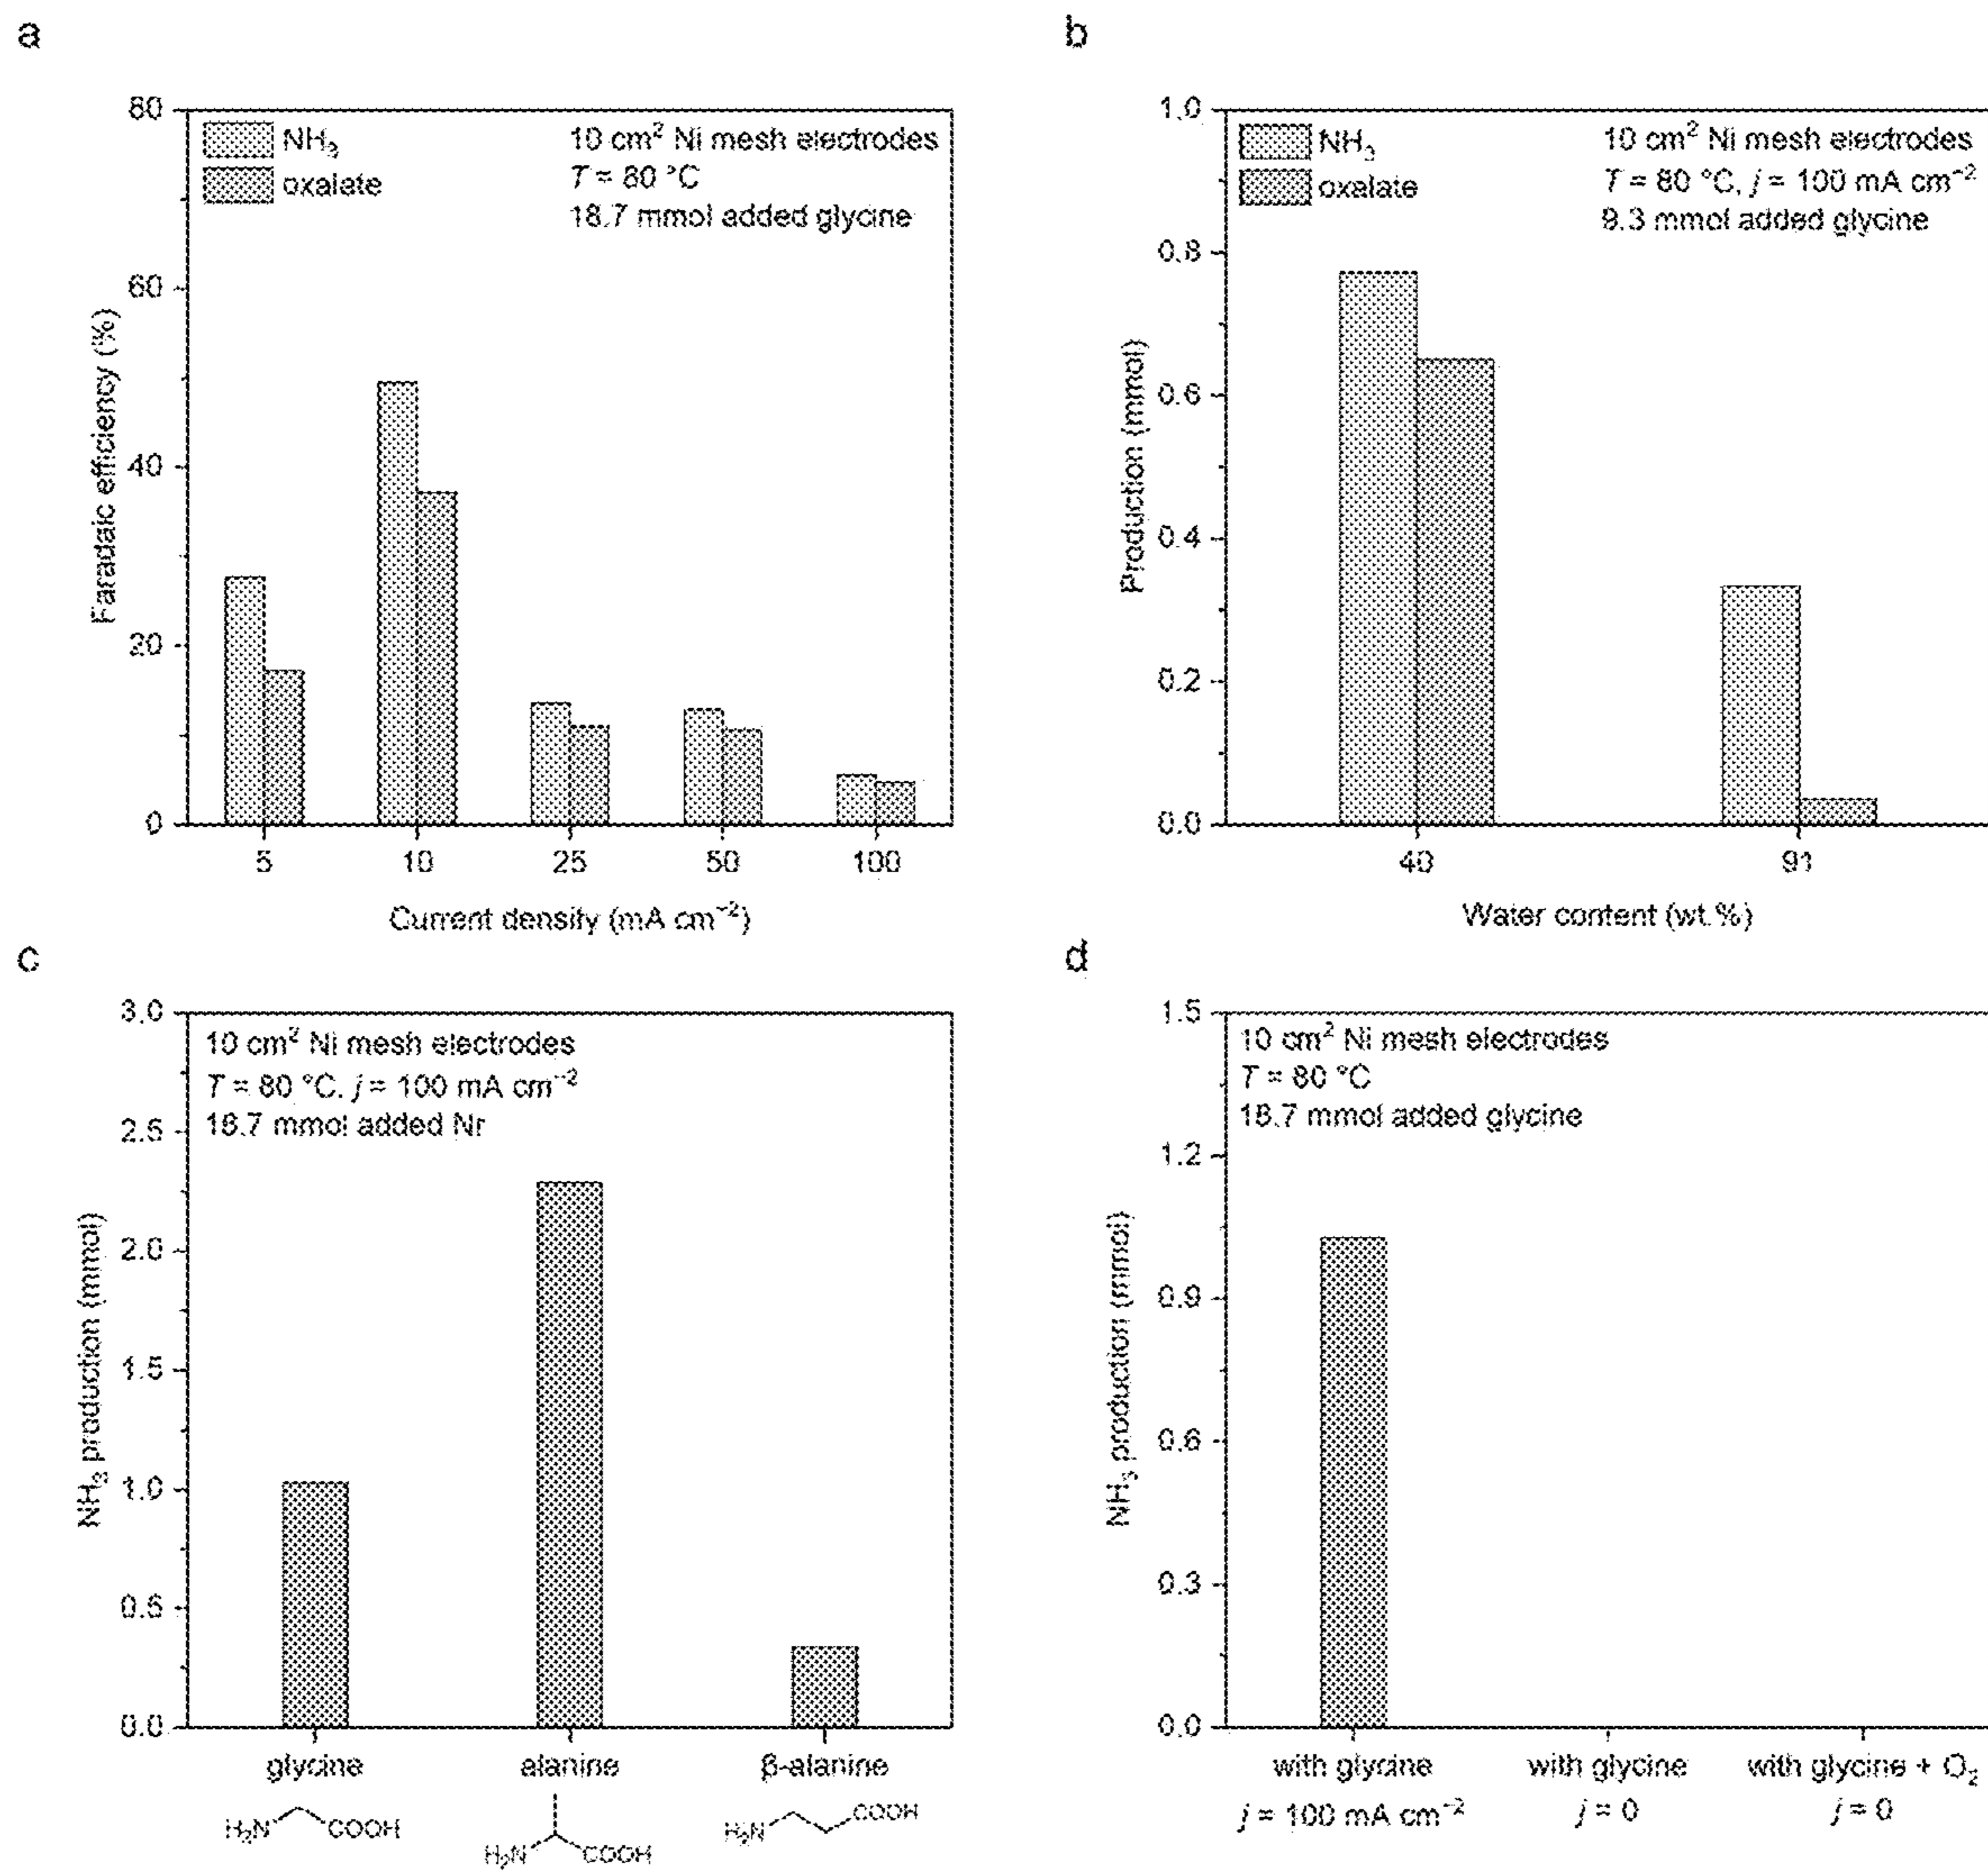 a
80
60
40
20
0
Faradaic efficiency (%)
NH₃
oxalate
10 cm² Ni mesh electrodes
T = 80 °C
18.7 mmol added glycine
5 10 25 50 100
Current density (mA cm⁻²)
b
1.0
0.8
0.6
0.4
0.2
0.0
Production (mmol)
NH₃
oxalate
10 cm² Ni mesh electrodes
T = 80 °C, j = 100 mA cm⁻²
9.3 mmol added glycine
40 91
Water content (wt.%)
c
3.0
2.5
2.0
1.5
1.0
0.5
0.0
NH₃ production (mmol)
10 cm² Ni mesh electrodes
T = 80 °C, j = 100 mA cm⁻²
18.7 mmol added Nr
glycine alanine β-alanine
H₂N COOH
H₂N COOH
H₂N COOH
d
1.5
1.2
0.9
0.6
0.3
0.0
NH₃ production (mmol)
10 cm² Ni mesh electrodes
T = 80 °C
18.7 mmol added glycine
with glycine with glycine with glycine + O₂
j = 100 mA cm⁻² j = 0 j = 0